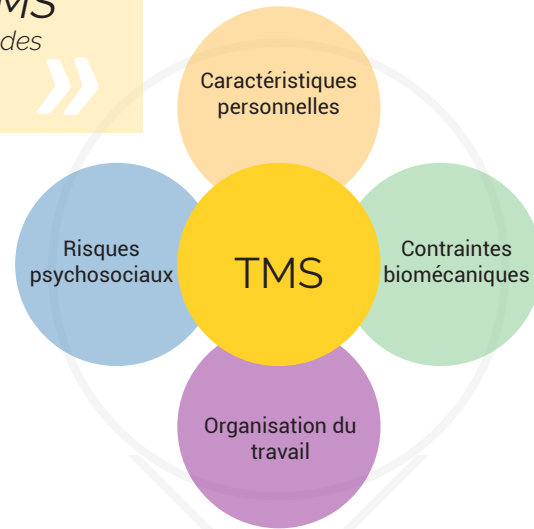 MS
des
Caractéristiques
personnelles
Risques
psychosociaux
TMS
Contraintes
biomécaniques
Organisation du
travail